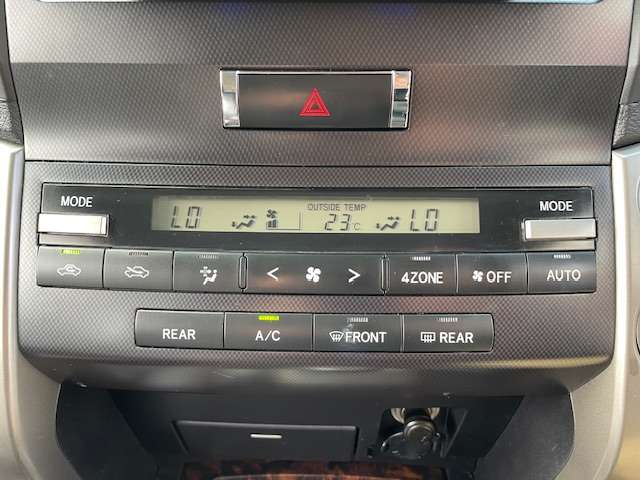 MODE
OUTSIDE TEMP
MODE
LO 23°C LO
4ZONE OFF AUTO
REAR A/C FRONT REAR